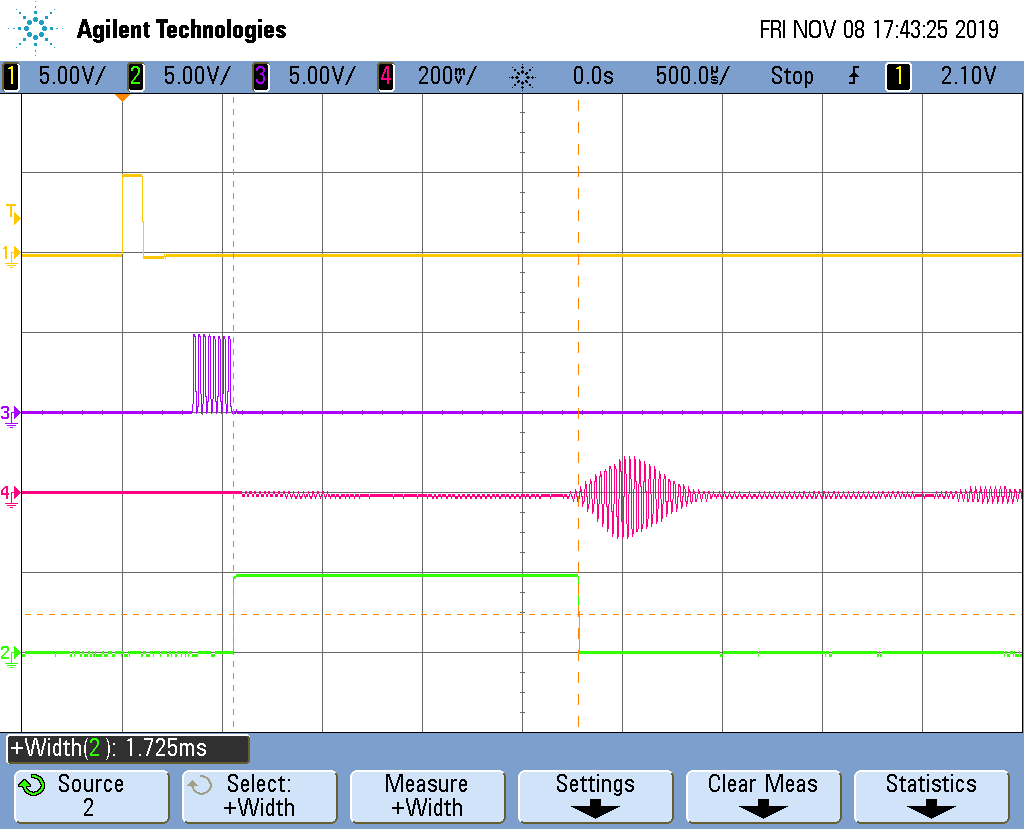 Agilent Technologies FRI NOV 08 17:43:25 2019
1 5.00V/ 2 5.00V/ 3 5.00V/ 4 200mV/ 0.0s 500.0µs/ Stop 1 2.10V
T
1
3
4
2
+Width(2): 1.725ms
Source
2
Select:
+Width
Measure
+Width
Settings
Clear Meas
Statistics